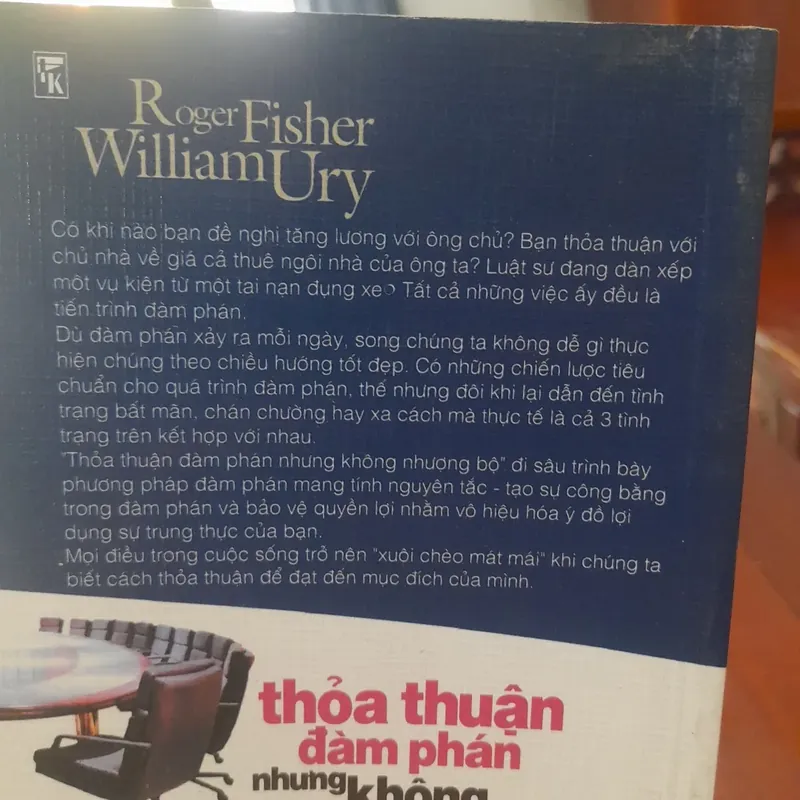 TK
Roger Fisher
William Ury
Có khi nào bạn đề nghị tăng lương với ông chủ? Bạn thỏa thuận với
chủ nhà về giá cả thuê ngôi nhà của ông ta? Luật sư đang dàn xếp
một vụ kiện từ một tai nạn đụng xe? Tất cả những việc ấy đều là
tiến trình đàm phán.
Dù đàm phán xảy ra mỗi ngày, song chúng ta không dễ gì thực
hiện chúng theo chiều hướng tốt đẹp. Có những chiến lược tiêu
chuẩn cho quá trình đàm phán, thế nhưng đôi khi lại dẫn đến tình
trạng bất mãn, chán chường hay xa cách mà thực tế là cả 3 tình
trạng trên kết hợp với nhau.
"Thỏa thuận đàm phán nhưng không nhượng bộ" đi sâu trình bày
phương pháp đàm phán mang tính nguyên tắc - tạo sự công bằng
trong đàm phán và bảo vệ quyền lợi nhằm vô hiệu hóa ý đồ lợi
dụng sự trung thực của bạn.
Mọi điều trong cuộc sống trở nên "xuôi chèo mát mái" khi chúng ta
biết cách thỏa thuận để đạt đến mục đích của mình.
thỏa thuận
đàm phán
nhưng không